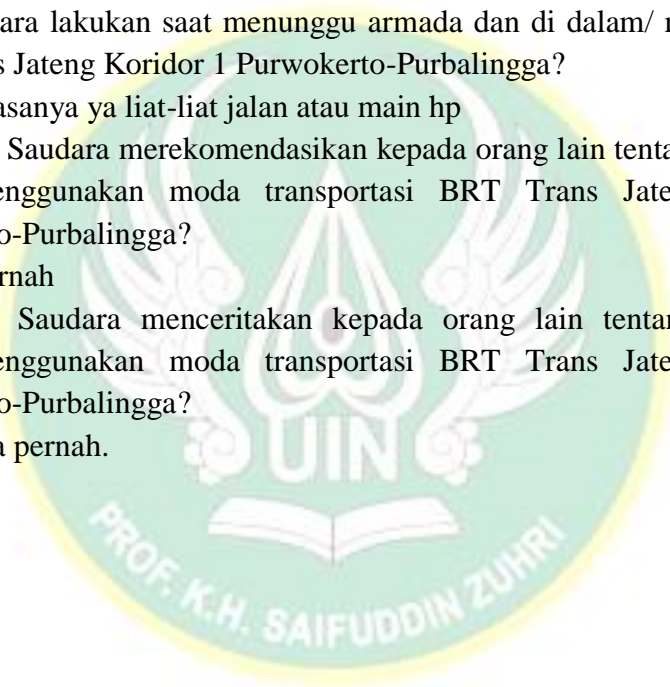 ara lakukan saat menunggu armada dan di dalam/
s Jateng Koridor 1 Purwokerto-Purbalingga?
asanya ya liat-liat jalan atau main hp
Saudara merekomendasikan kepada orang lain tenta
enggunakan moda transportasi BRT Trans Jate
o-Purbalingga?
rnah
Saudara menceritakan kepada orang lain tentar
enggunakan moda transportasi BRT Trans Jate
o-Purbalingga?
a pernah.
UIN
PROF. K.H. SAIFUDDIN ZUHRI